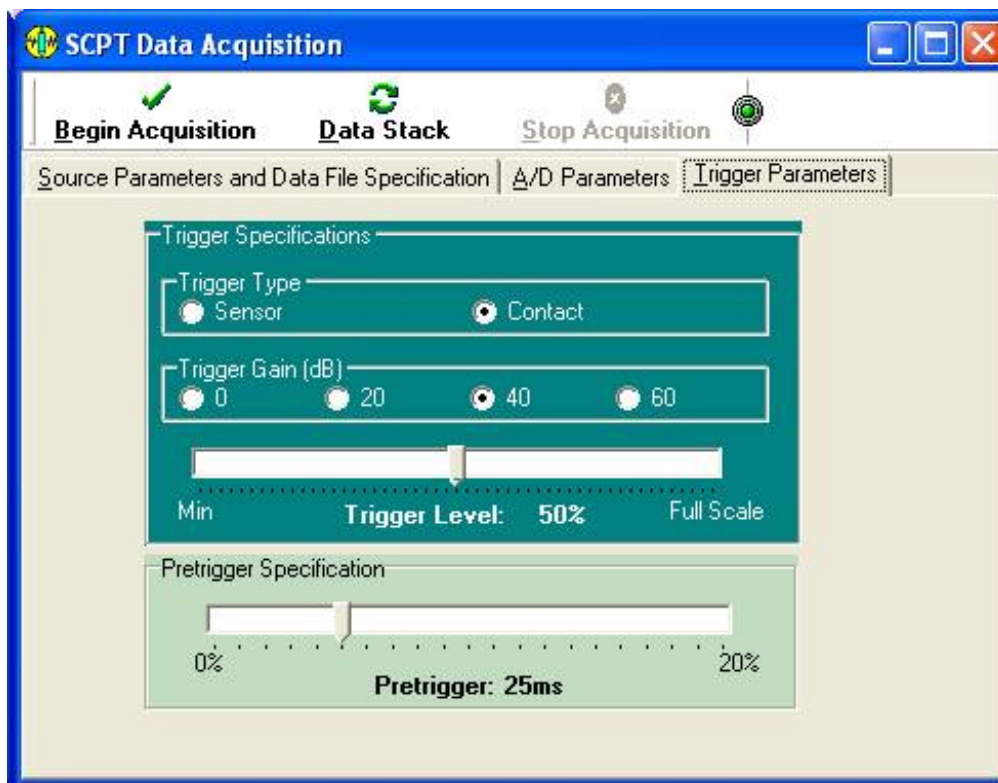 SCPT Data Acquisition
Begin Acquisition Data Stack Stop Acquisition
Source Parameters and Data File Specification A/D Parameters Trigger Parameters
Trigger Specifications
Trigger Type
Sensor Contact
Trigger Gain (dB)
0 20 40 60
Min Trigger Level: 50% Full Scale
Pretrigger Specification
0% 20%
Pretrigger: 25ms